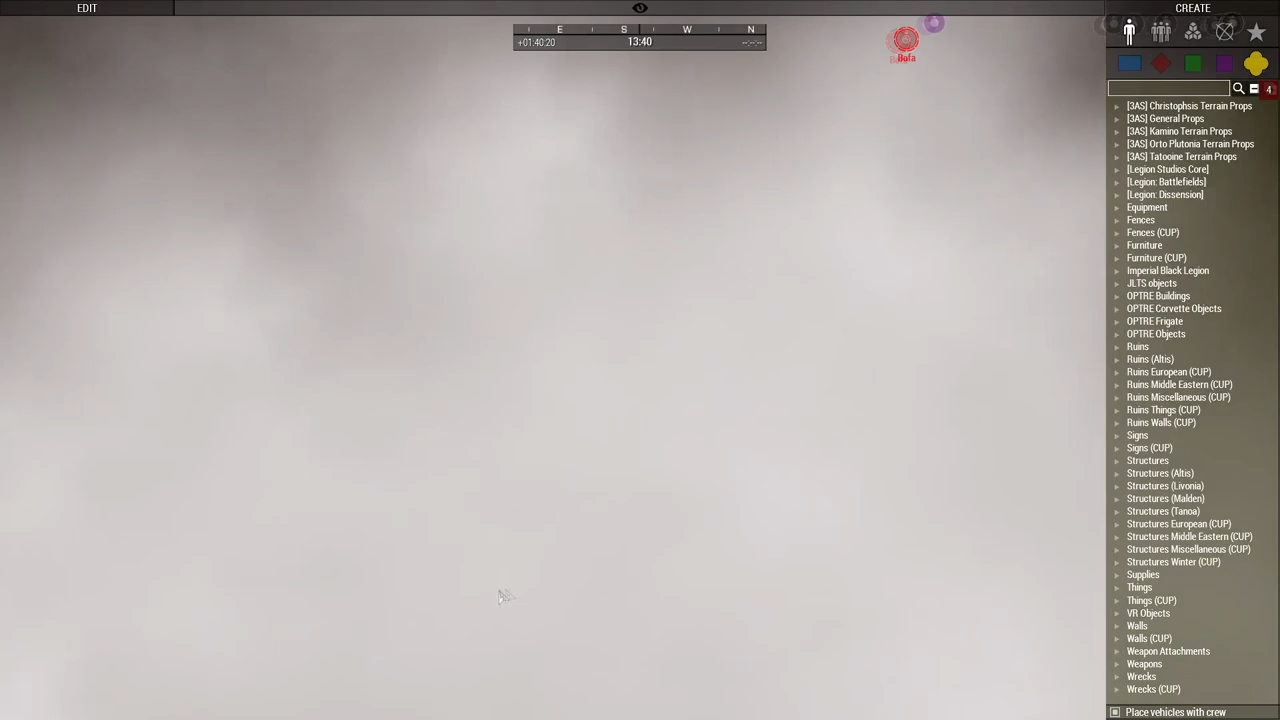 EDIT
CREATE
E S W N
+01:40:20 13:40 --:--:--
Bofa
4
[3AS] Christophsis Terrain Props
[3AS] General Props
[3AS] Kamino Terrain Props
[3AS] Orto Plutonia Terrain Props
[3AS] Tatooine Terrain Props
[Legion Studios Core]
[Legion: Battlefields]
[Legion: Dissension]
Equipment
Fences
Fences (CUP)
Furniture
Furniture (CUP)
Imperial Black Legion
JLTS objects
OPTRE Buildings
OPTRE Corvette Objects
OPTRE Frigate
OPTRE Objects
Ruins
Ruins (Altis)
Ruins European (CUP)
Ruins Middle Eastern (CUP)
Ruins Miscellaneous (CUP)
Ruins Things (CUP)
Ruins Walls (CUP)
Signs
Signs (CUP)
Structures
Structures (Altis)
Structures (Livonia)
Structures (Malden)
Structures (Tanoa)
Structures European (CUP)
Structures Middle Eastern (CUP)
Structures Miscellaneous (CUP)
Structures Winter (CUP)
Supplies
Things
Things (CUP)
VR Objects
Walls
Walls (CUP)
Weapon Attachments
Weapons
Wrecks
Wrecks (CUP)
Place vehicles with crew